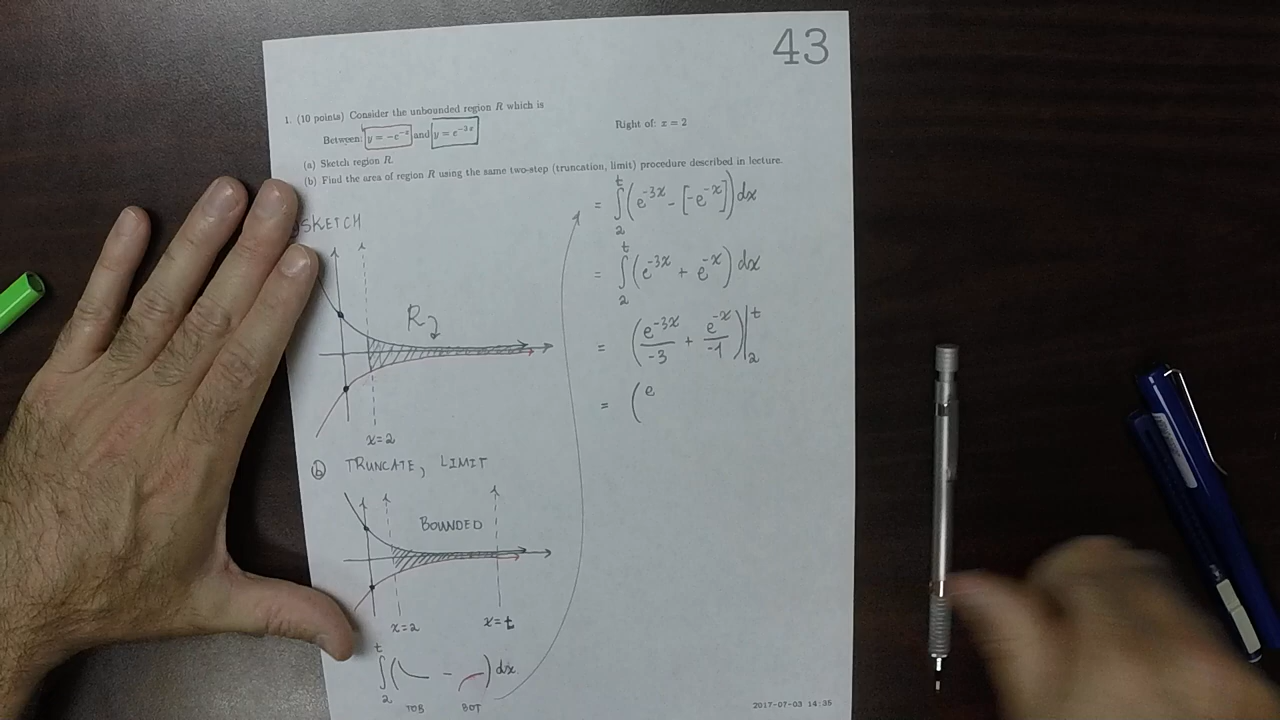 43
1. (10 points) Consider the unbounded region R which is
Between: y = -e^{-x} and y = e^{-3x}
Right of: x = 2
(a) Sketch region R.
(b) Find the area of region R using the same two-step (truncation, limit) procedure described in lecture.
SKETCH
R
x=2
(b) TRUNCATE, LIMIT
BOUNDED
x=2
x=t
∫_2^t ( - ) dx
TOB BOT
= ∫_2^t (e^{-3x} - [-e^{-x}]) dx
= ∫_2^t (e^{-3x} + e^{-x}) dx
= (e^{-3x}/-3 + e^{-x}/-1)|_2^t
= (e
2017-07-03 14:35